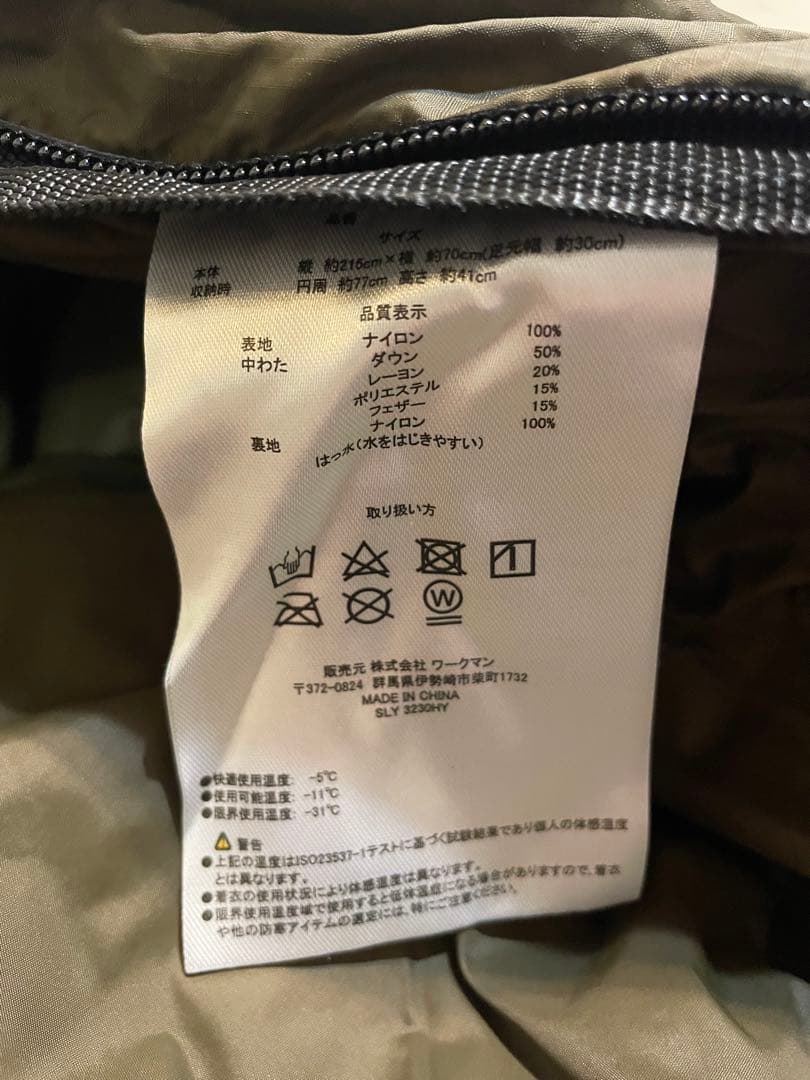 サイズ
本体 縦 約216cm×横 約70cm(足元幅 約30cm)
収納時 円周 約77cm 高さ 約41cm
品質表示
表地 ナイロン 100%
中わた ダウン 50%
レーヨン 20%
ポリエステル 15%
フェザー 15%
裏地 ナイロン 100%
はっ水(水をはじきやすい)
取り扱い方
W
販売元 株式会社 ワークマン
〒372-0824 群馬県伊勢崎市柴町1732
MADE IN CHINA
SLY 3230HY
●快適使用温度: -5℃
●使用可能温度: -11℃
●限界使用温度: -31℃
警告
●上記の温度はISO23537-1テストに基づく試験結果であり個人の体感温度
とは異なります。
●着衣の使用状況により体感温度は異なります。
●限界使用温度域で使用すると低体温症になる場合がありますので、着衣
や他の防寒アイテムの選定には、特にご注意ください。